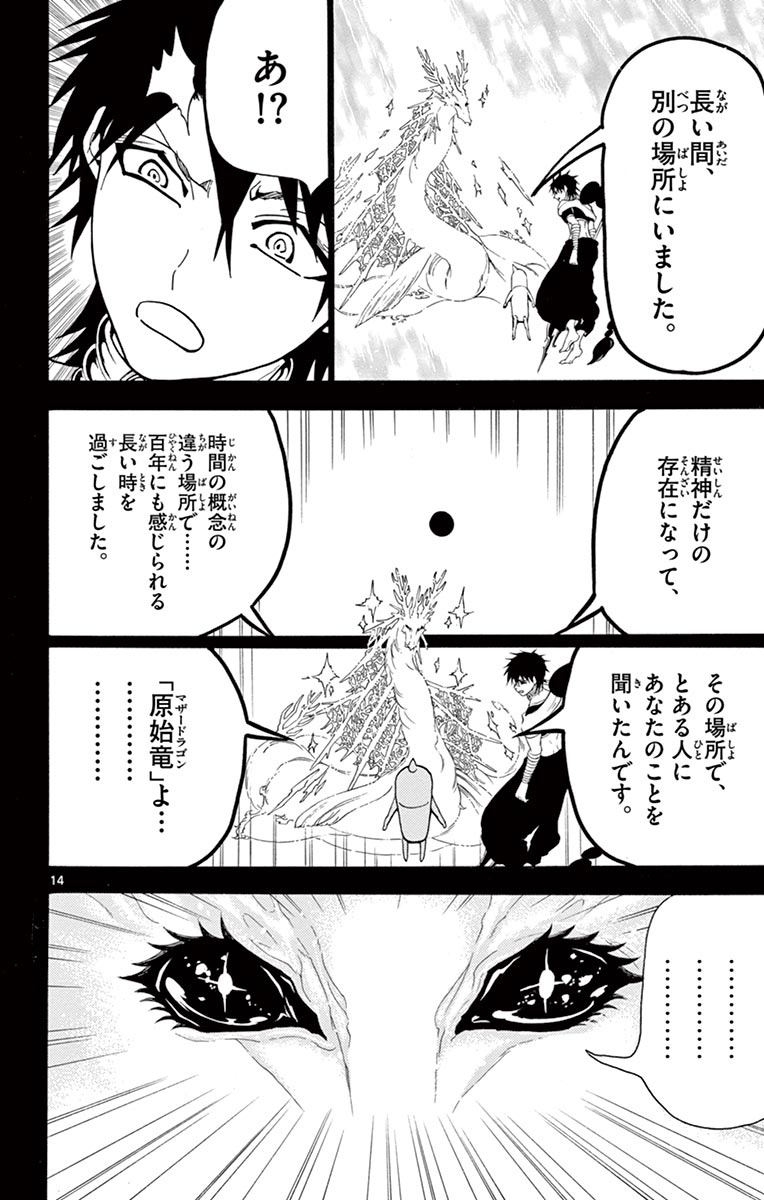 長い間、
別の場所にいました。
あ!?
精神だけの
存在になって、
時間の概念の
違う場所で……
百年にも感じられる
長い時を
過ごしました。
その場所で、
とある人に
あなたのことを
聞いたんです。
「原始竜」よ…
…………
…………
………
………
………
14